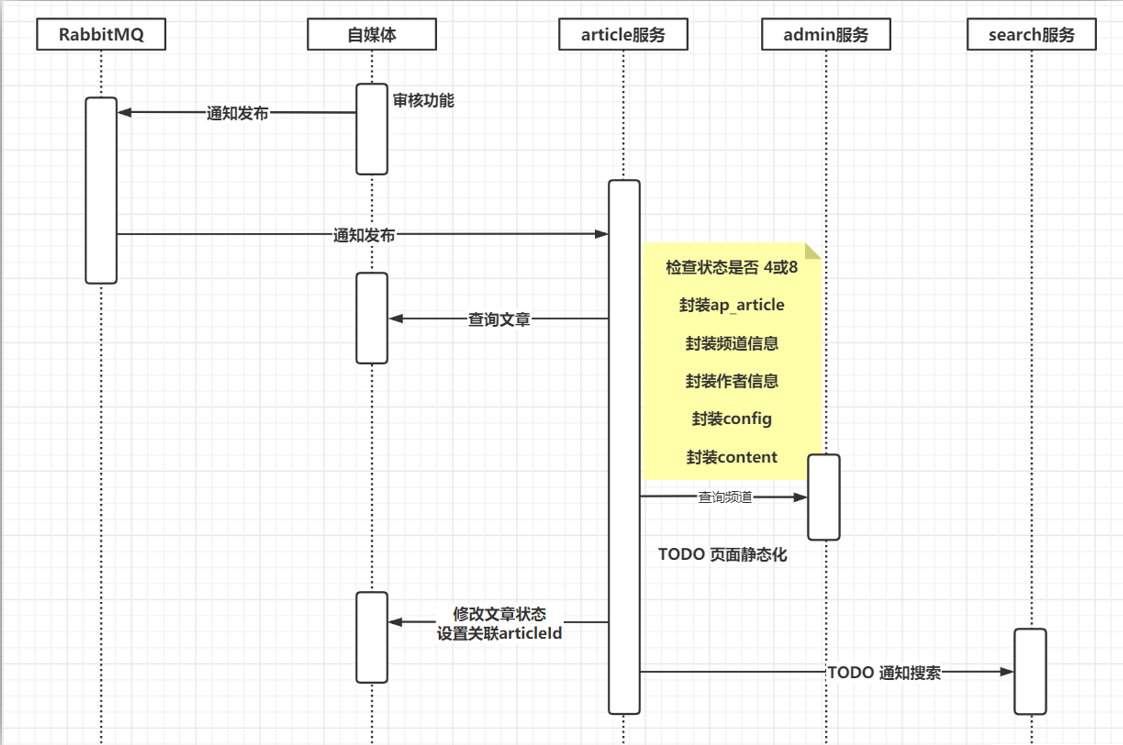 RabbitMQ
自媒体
article服务
admin服务
search服务
审核功能
通知发布
通知发布
检查状态是否 4或8
封装ap_article
查询文章
封装频道信息
封装作者信息
封装config
封装content
查询频道
TODO 页面静态化
修改文章状态
设置关联articleId
TODO 通知搜索